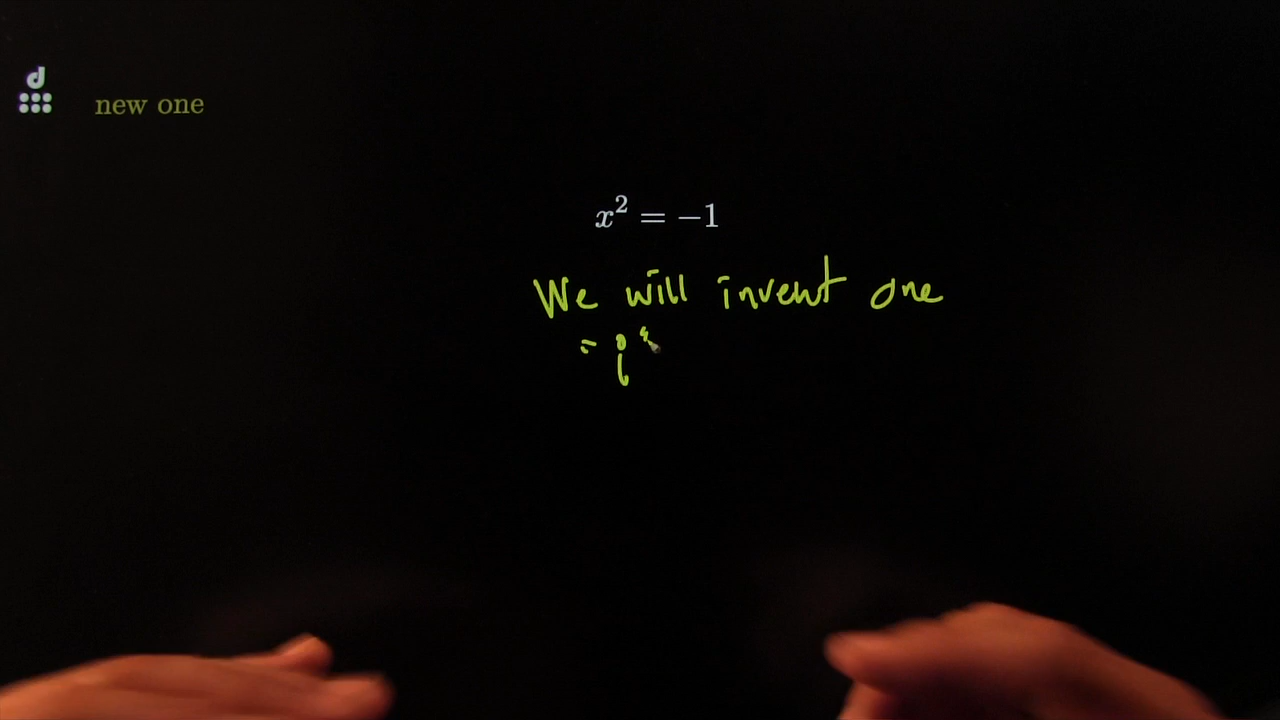 d
new one
x² = −1
We will invent one
"i"